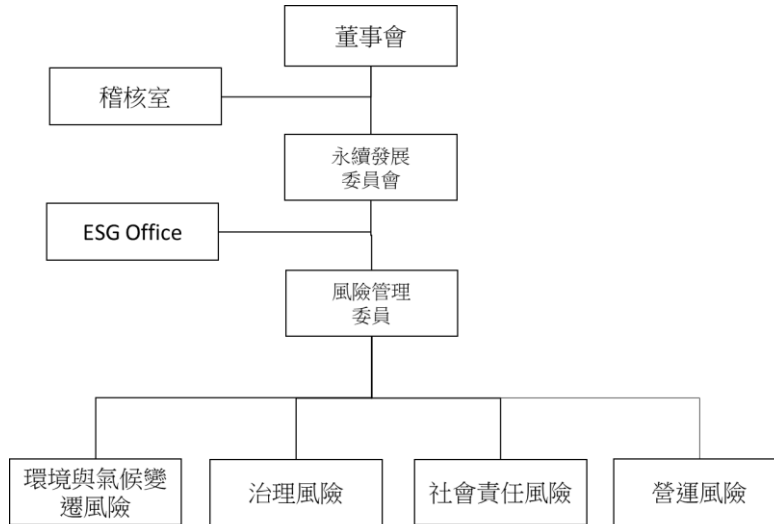 董事會
稽核室
永續發展
委員會
ESG Office
風險管理
委員
環境與氣候變
遷風險
治理風險
社會責任風險
營運風險